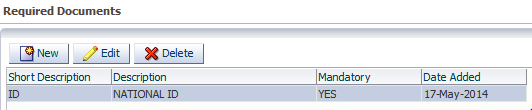 Required Documents
New Edit Delete
Short Description Description Mandatory Date Added
ID NATIONAL ID YES 17-May-2014